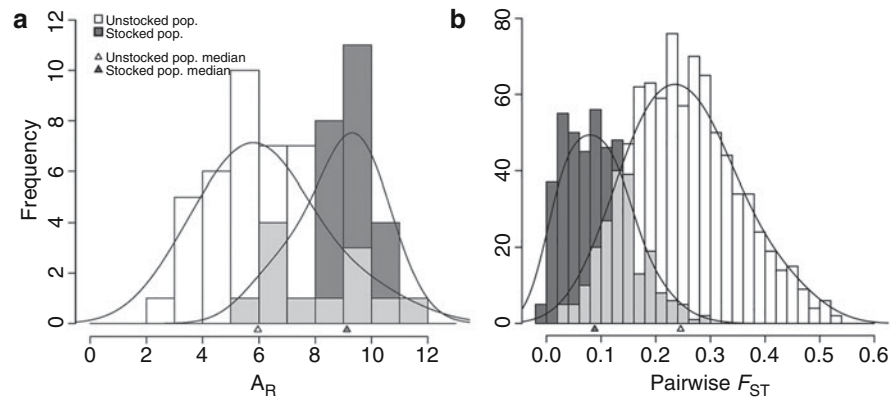 a
Unstocked pop.
Stocked pop.
Unstocked pop. median
Stocked pop. median
Frequency
12
10
8
6
4
2
0
0 2 4 6 8 10 12
A_R
b
80
60
40
20
0
0.0 0.1 0.2 0.3 0.4 0.5 0.6
Pairwise F_ST